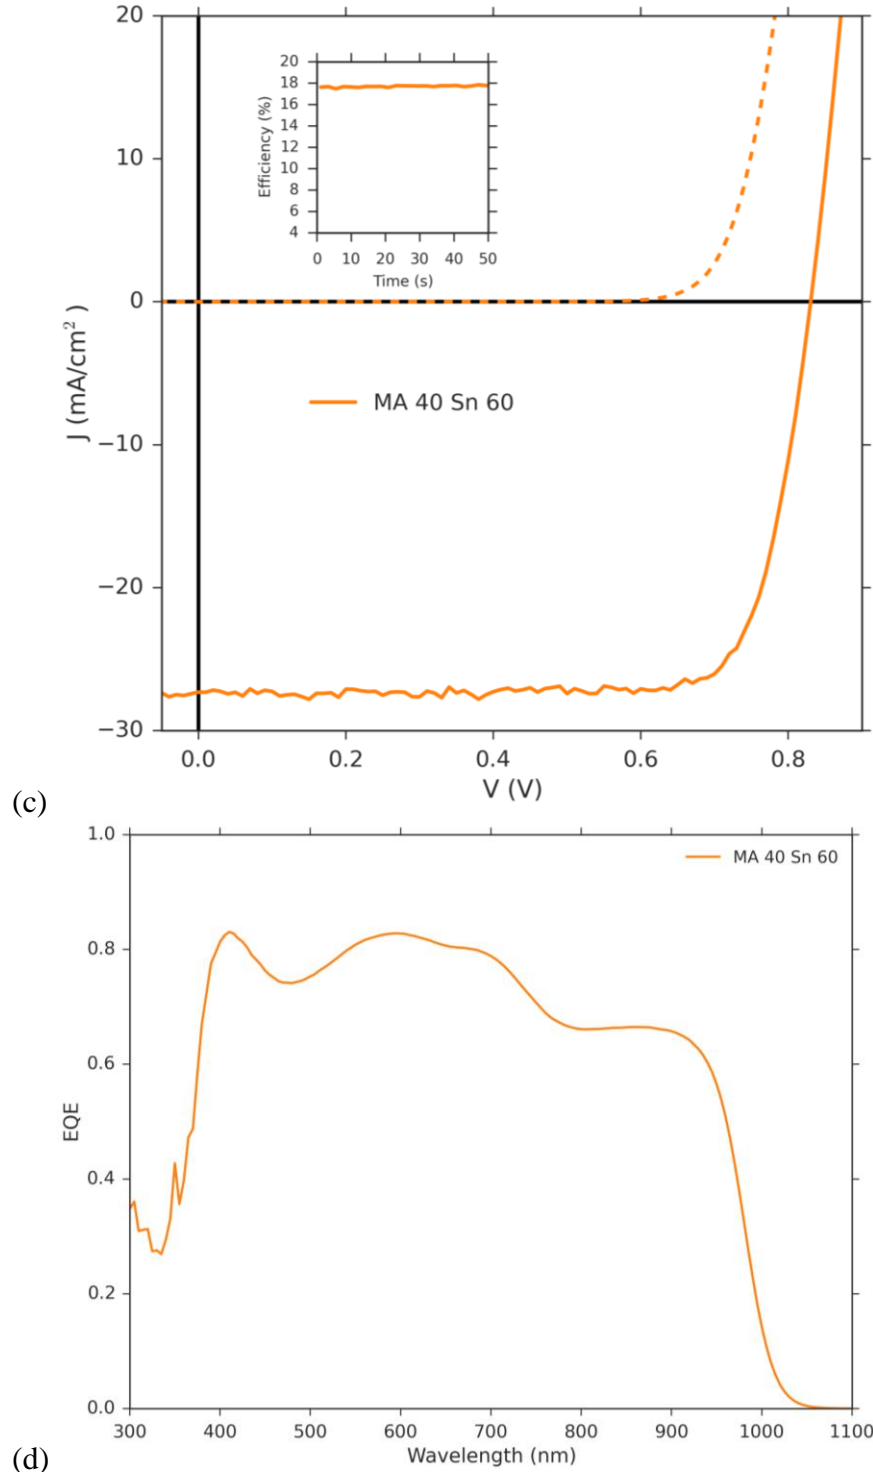 20
10
0
−10
−20
−30
J (mA/cm²)
0.0 0.2 0.4 0.6 0.8
V (V)
20
18
16
14
12
10
8
6
4
Efficiency (%)
0 10 20 30 40 50
Time (s)
MA 40 Sn 60
(c)
1.0
0.8
0.6
0.4
0.2
0.0
EQE
MA 40 Sn 60
300 400 500 600 700 800 900 1000 1100
Wavelength (nm)
(d)